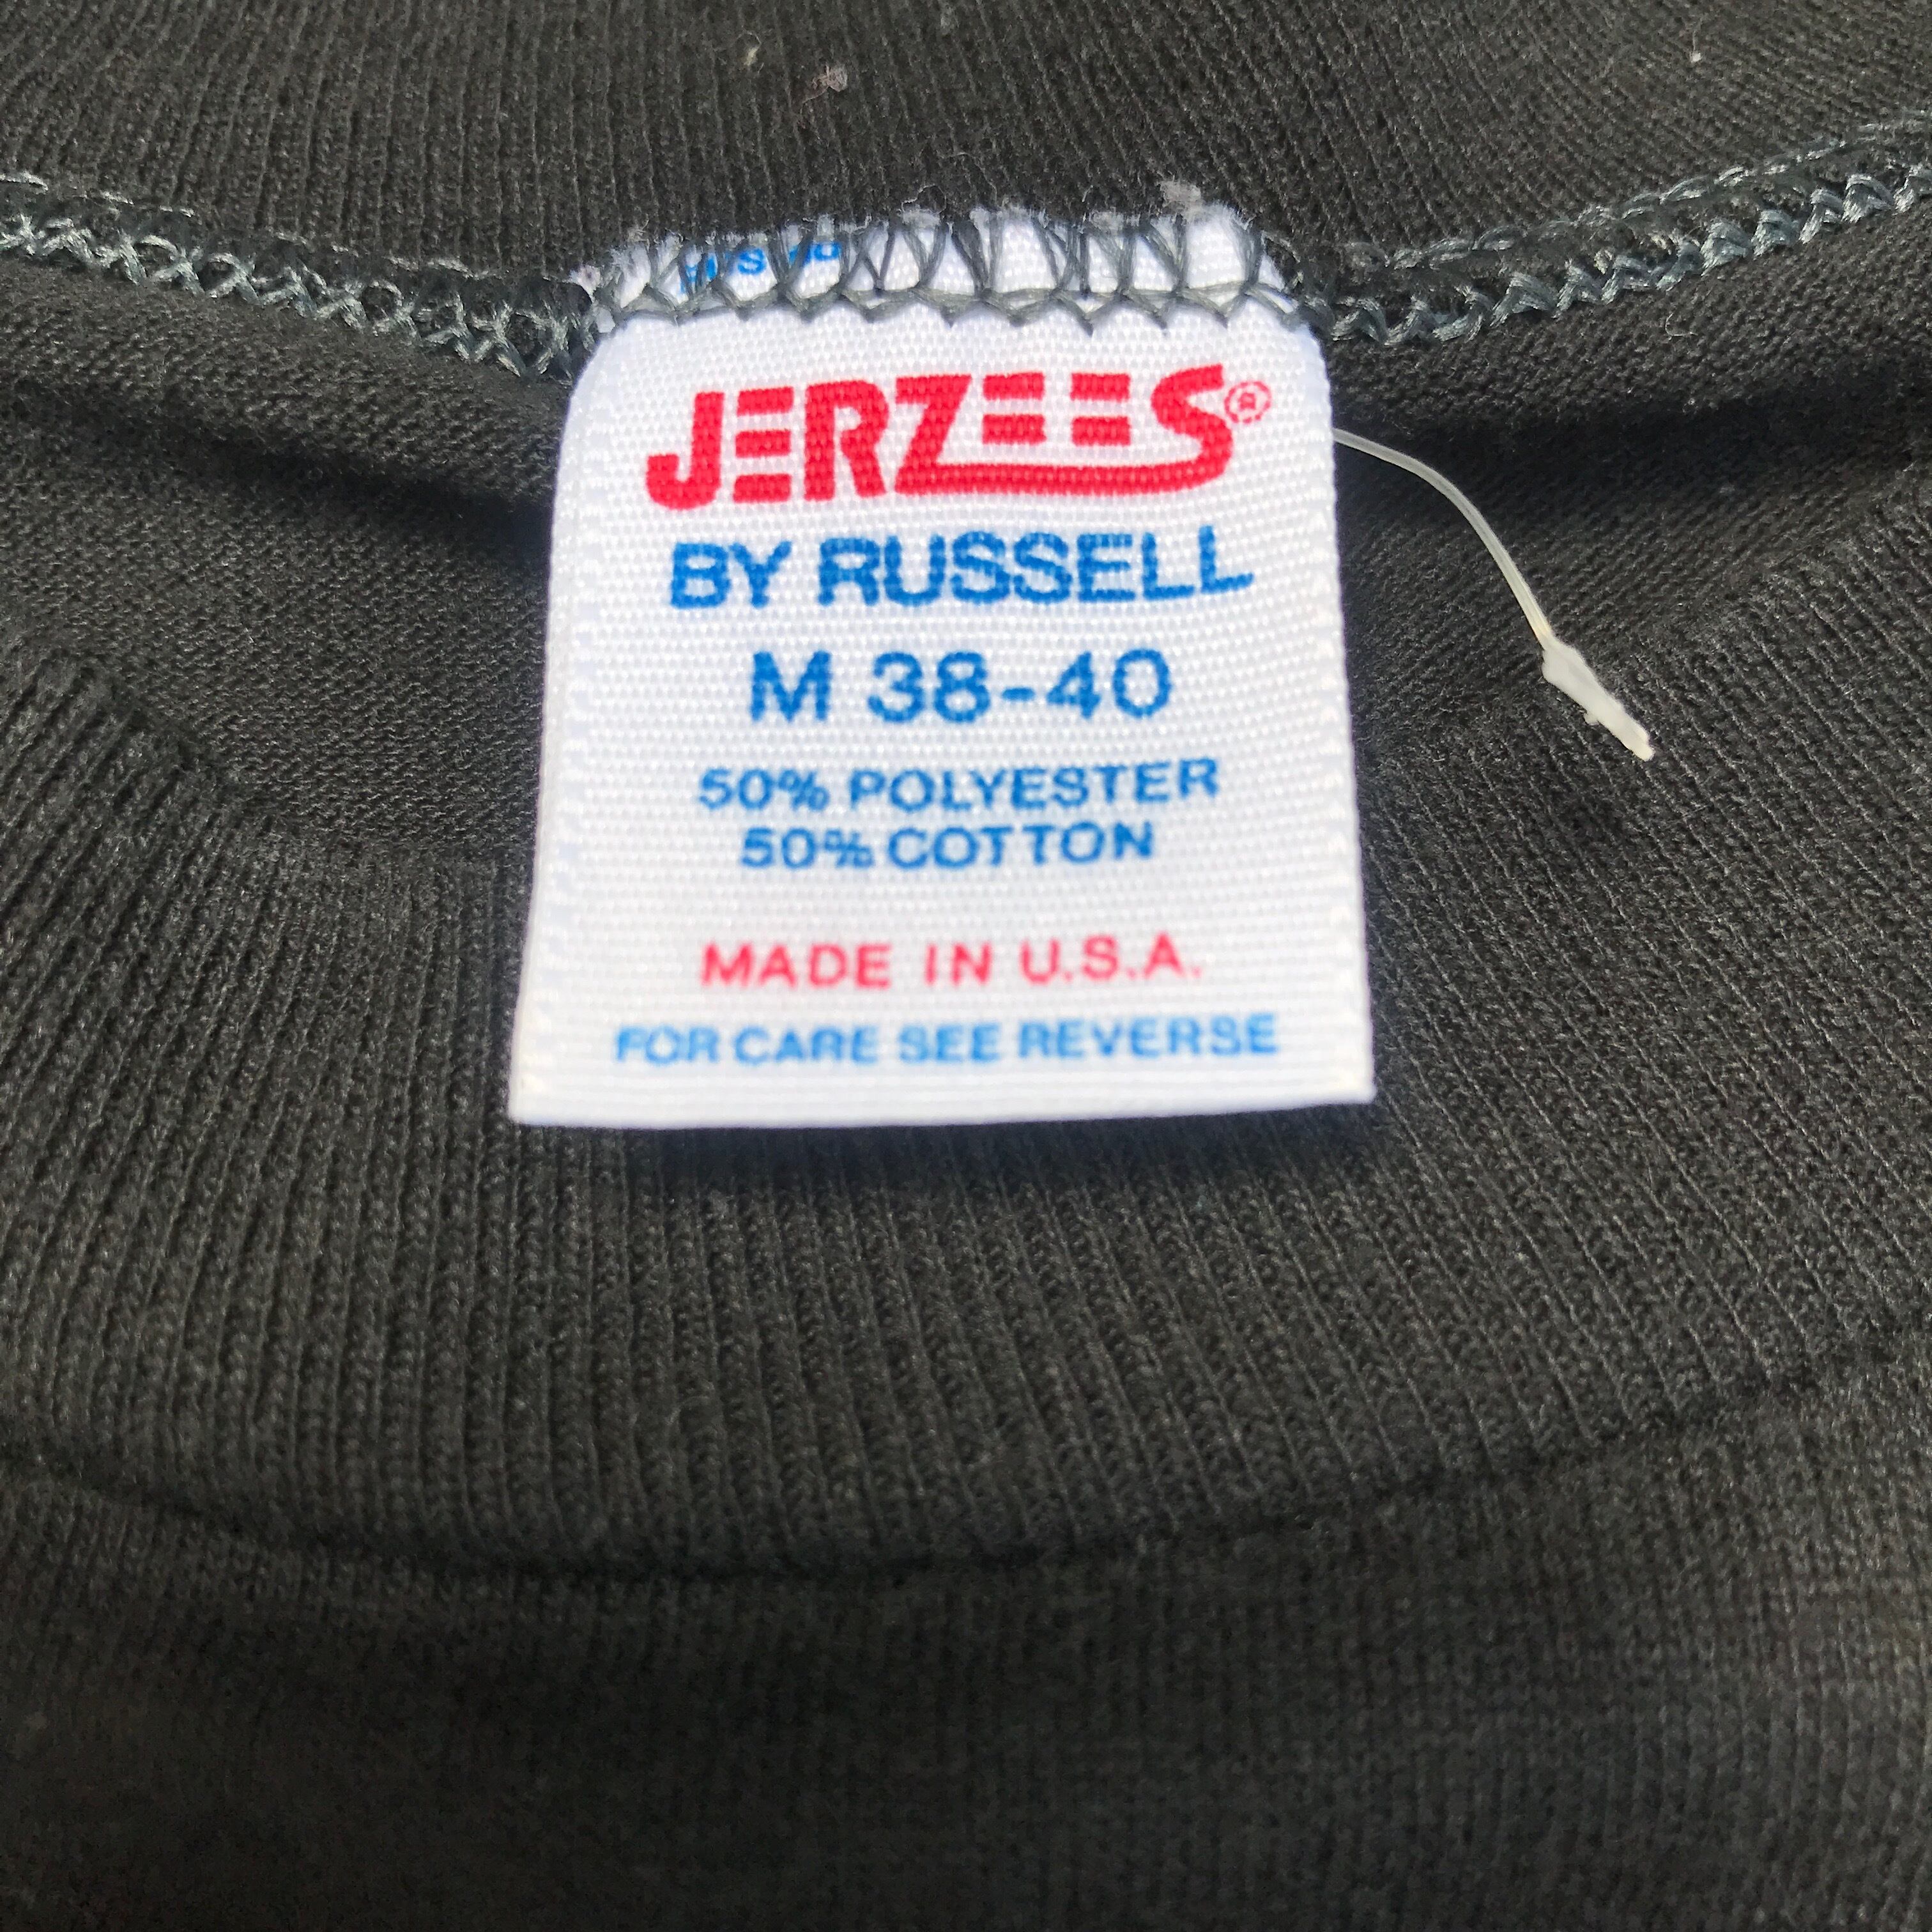 JERZEES®
BY RUSSELL
M 38-40
50% POLYESTER
50% COTTON
MADE IN U.S.A.
FOR CARE SEE REVERSE